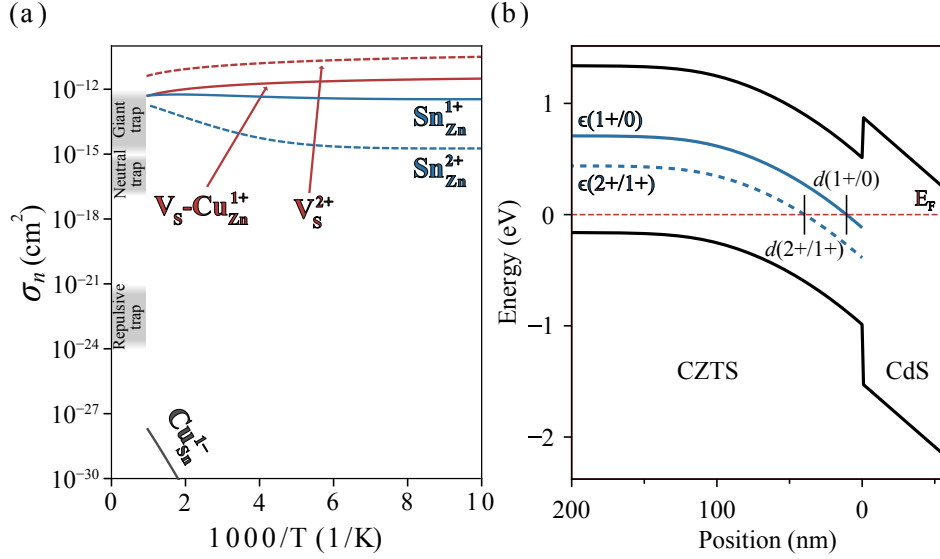 (a)
10⁻¹²
10⁻¹⁵
10⁻¹⁸
10⁻²¹
10⁻²⁴
10⁻²⁷
10⁻³⁰
σₙ (cm²)
Giant
trap
Neutral
trap
Repulsive
trap
Sn_Zn^1+
Sn_Zn^2+
V_S-Cu_Zn^1+
V_S^2+
Cu_Sn^1-
0 2 4 6 8 10
1000/T (1/K)
(b)
1
0
−1
−2
Energy (eV)
ϵ(1+/0)
ϵ(2+/1+)
d(1+/0)
E_F
d(2+/1+)
CZTS
CdS
200 100 0
Position (nm)